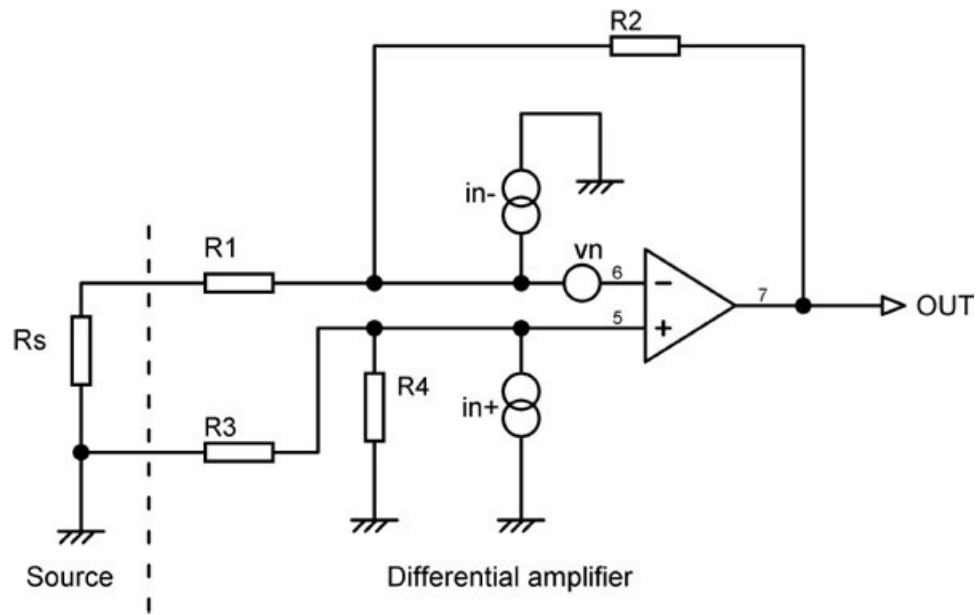 R2
in-
R1
vn
6
7
OUT
5
Rs
R4
in+
R3
Source
Differential amplifier